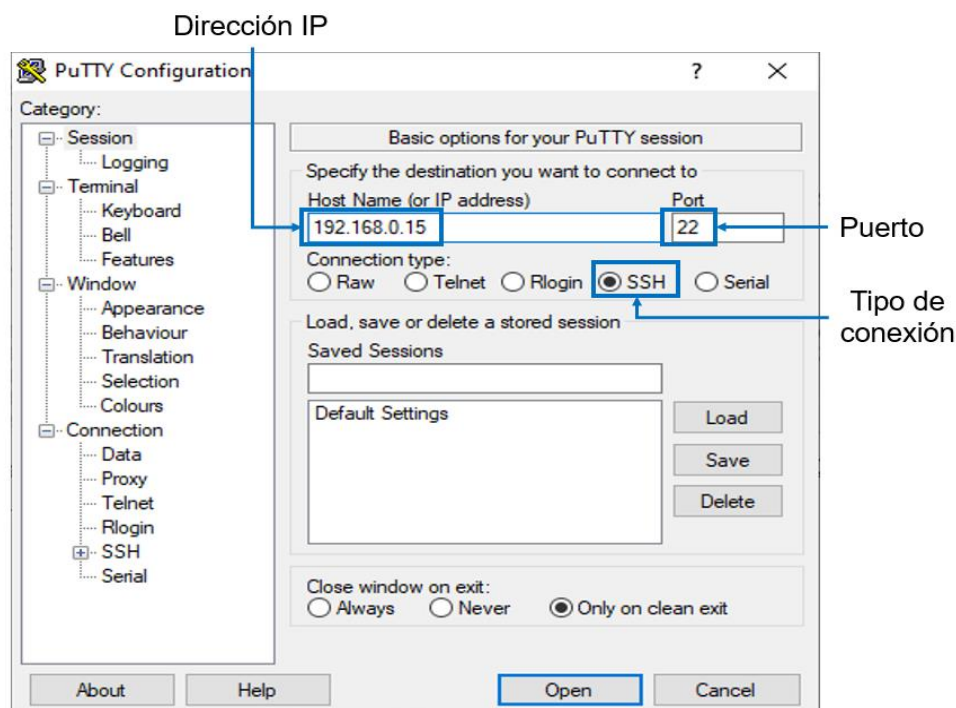 Dirección IP
PuTTY Configuration
? ×
Category:
Session
Logging
Terminal
Keyboard
Bell
Features
Window
Appearance
Behaviour
Translation
Selection
Colours
Connection
Data
Proxy
Telnet
Rlogin
SSH
Serial
Basic options for your PuTTY session
Specify the destination you want to connect to
Host Name (or IP address) Port
192.168.0.15 22
Connection type:
Raw Telnet Rlogin SSH Serial
Load, save or delete a stored session
Saved Sessions
Default Settings
Load
Save
Delete
Close window on exit:
Always Never Only on clean exit
About Help Open Cancel
Puerto
Tipo de
conexión